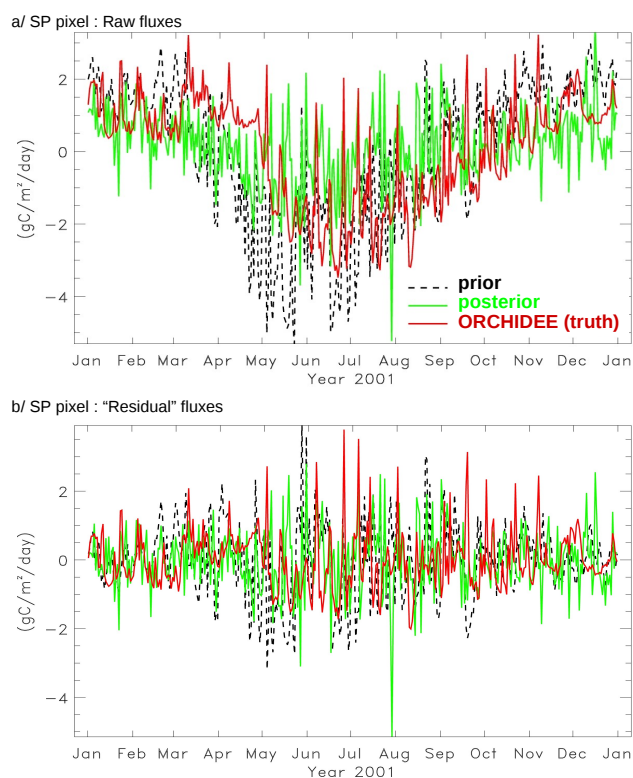 a/ SP pixel : Raw fluxes
2
0
−2
−4
(gC/m²/day)
prior
posterior
ORCHIDEE (truth)
Jan Feb Mar Apr May Jun Jul Aug Sep Oct Nov Dec Jan
Year 2001
b/ SP pixel : “Residual” fluxes
2
0
−2
−4
(gC/m²/day)
Jan Feb Mar Apr May Jun Jul Aug Sep Oct Nov Dec Jan
Year 2001